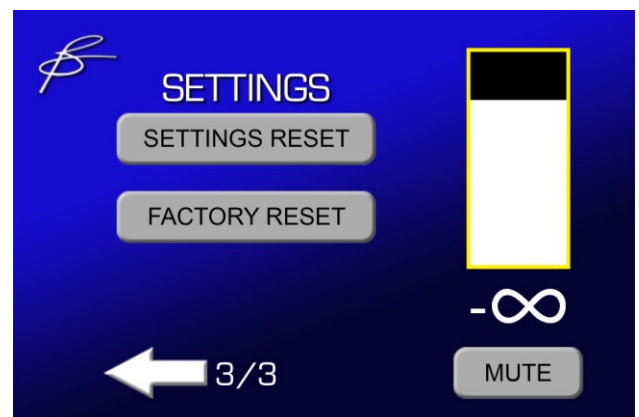 SETTINGS
SETTINGS RESET
FACTORY RESET
-∞
3/3
MUTE